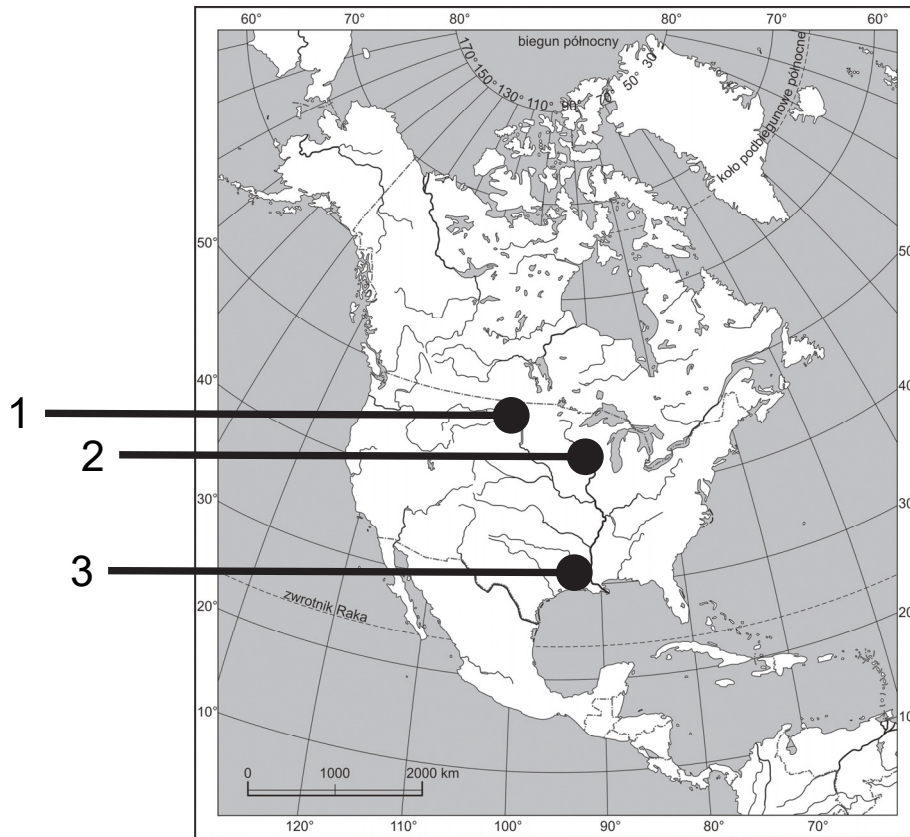 60° 70° 80° 80° 70° 60°
biegun północny
170° 150° 130° 110° 90° 70° 50° 30°
koło podbiegunowe północne
50° 50°
40° 40°
1
2
30° 30°
3
zwrotnik Raka
20° 20°
10° 10°
0 1000 2000 km
120° 110° 100° 90° 80° 70°